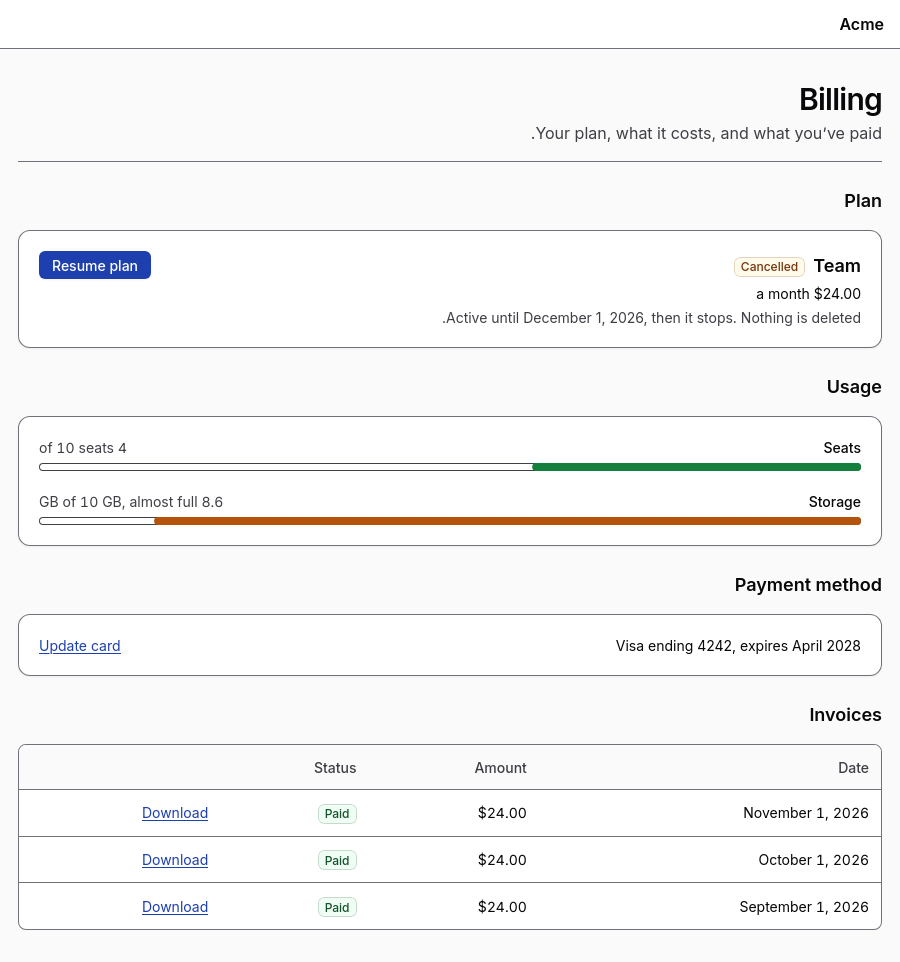 Acme
Billing
.Your plan, what it costs, and what you’ve paid
Plan
Team Cancelled
a month $24.00
.Active until December 1, 2026, then it stops. Nothing is deleted
Resume plan
Usage
Seats
of 10 seats 4
Storage
GB of 10 GB, almost full 8.6
Payment method
Visa ending 4242, expires April 2028
Update card
Invoices
Date Amount Status
November 1, 2026 $24.00 Paid Download
October 1, 2026 $24.00 Paid Download
September 1, 2026 $24.00 Paid Download